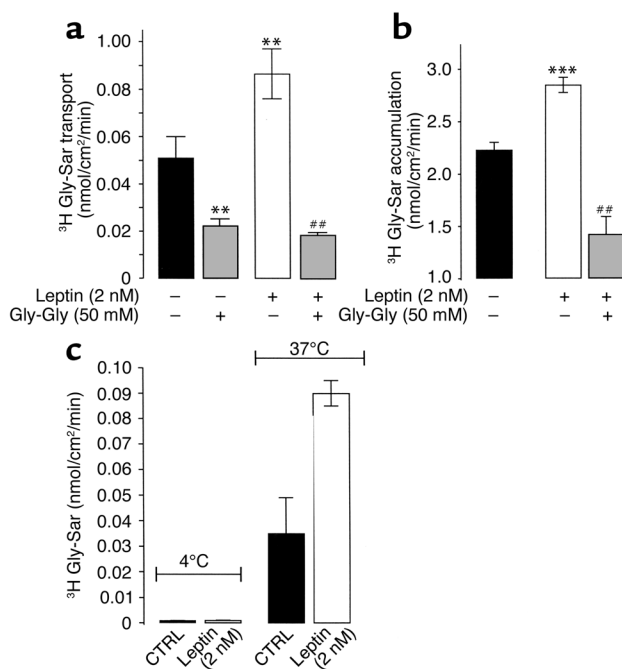 a
³H Gly-Sar transport
(nmol/cm²/min)
1.00
0.08
0.06
0.04
0.02
0
**
**
##
Leptin (2 nM) – – + +
Gly-Gly (50 mM) – + – +
b
³H Gly-Sar accumulation
(nmol/cm²/min)
3.0
2.5
2.0
1.5
1.0
***
##
Leptin (2 nM) – + +
Gly-Gly (50 mM) – – +
c
³H Gly-Sar (nmol/cm²/min)
0.10
0.09
0.08
0.07
0.06
0.05
0.04
0.03
0.02
0.01
0
4°C
37°C
CTRL
Leptin
(2 nM)
CTRL
Leptin
(2 nM)